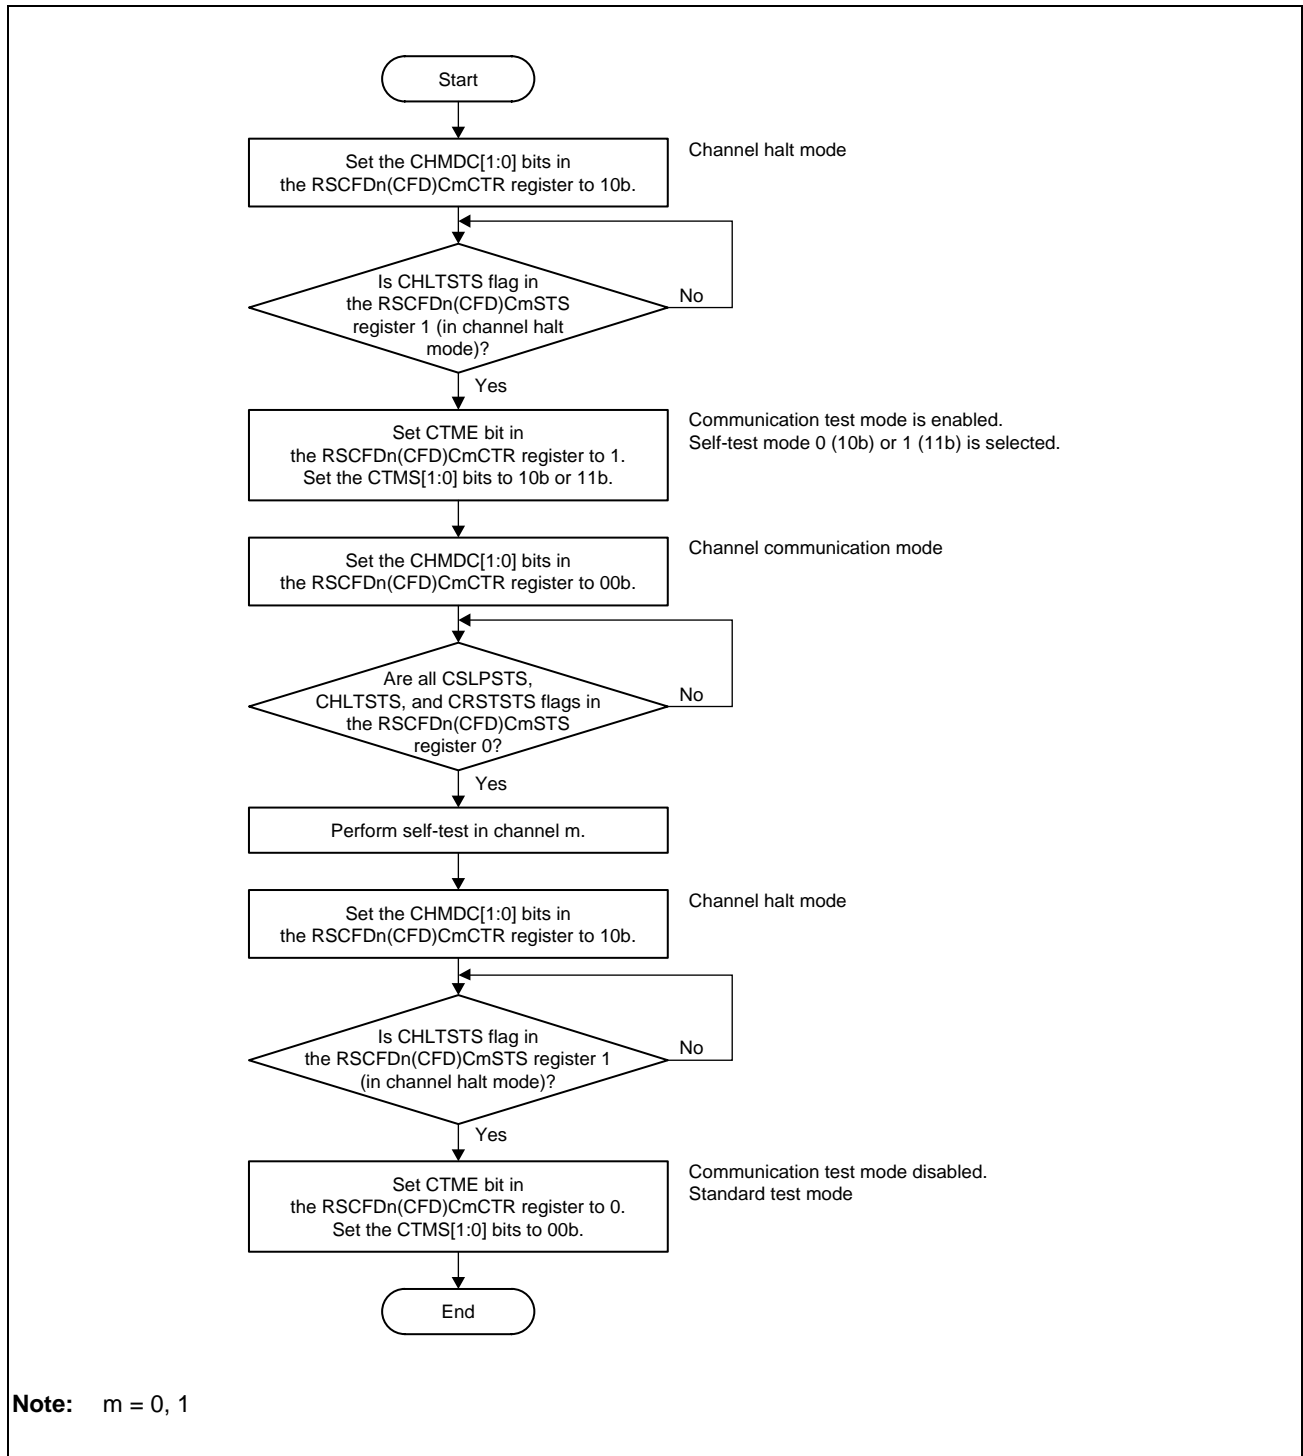 Start
Set the CHMDC[1:0] bits in
the RSCFDn(CFD)CmCTR register to 10b.
Channel halt mode
Is CHLTSTS flag in
the RSCFDn(CFD)CmSTS
register 1 (in channel halt
mode)?
No
Yes
Set CTME bit in
the RSCFDn(CFD)CmCTR register to 1.
Set the CTMS[1:0] bits to 10b or 11b.
Communication test mode is enabled.
Self-test mode 0 (10b) or 1 (11b) is selected.
Set the CHMDC[1:0] bits in
the RSCFDn(CFD)CmCTR register to 00b.
Channel communication mode
Are all CSLPSTS,
CHLTSTS, and CRSTSTS flags in
the RSCFDn(CFD)CmSTS
register 0?
No
Yes
Perform self-test in channel m.
Set the CHMDC[1:0] bits in
the RSCFDn(CFD)CmCTR register to 10b.
Channel halt mode
Is CHLTSTS flag in
the RSCFDn(CFD)CmSTS register 1
(in channel halt mode)?
No
Yes
Set CTME bit in
the RSCFDn(CFD)CmCTR register to 0.
Set the CTMS[1:0] bits to 00b.
Communication test mode disabled.
Standard test mode
End
Note: m = 0, 1